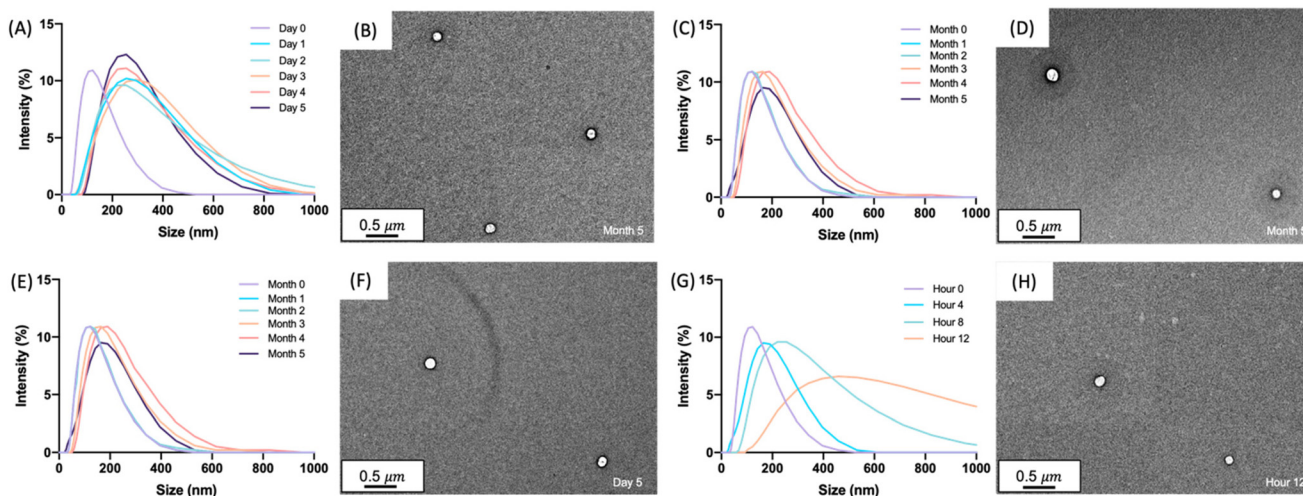 (A)
15
10
5
0
Intensity (%)
0 200 400 600 800 1000
Size (nm)
Day 0
Day 1
Day 2
Day 3
Day 4
Day 5
(B)
0.5 μm
Month 5
(C)
15
10
5
0
Intensity (%)
0 200 400 600 800 1000
Size (nm)
Month 0
Month 1
Month 2
Month 3
Month 4
Month 5
(D)
0.5 μm
Month 5
(E)
15
10
5
0
Intensity (%)
0 200 400 600 800 1000
Size (nm)
Month 0
Month 1
Month 2
Month 3
Month 4
Month 5
(F)
0.5 μm
Day 5
(G)
15
10
5
0
Intensity (%)
0 200 400 600 800 1000
Size (nm)
Hour 0
Hour 4
Hour 8
Hour 12
(H)
0.5 μm
Hour 12